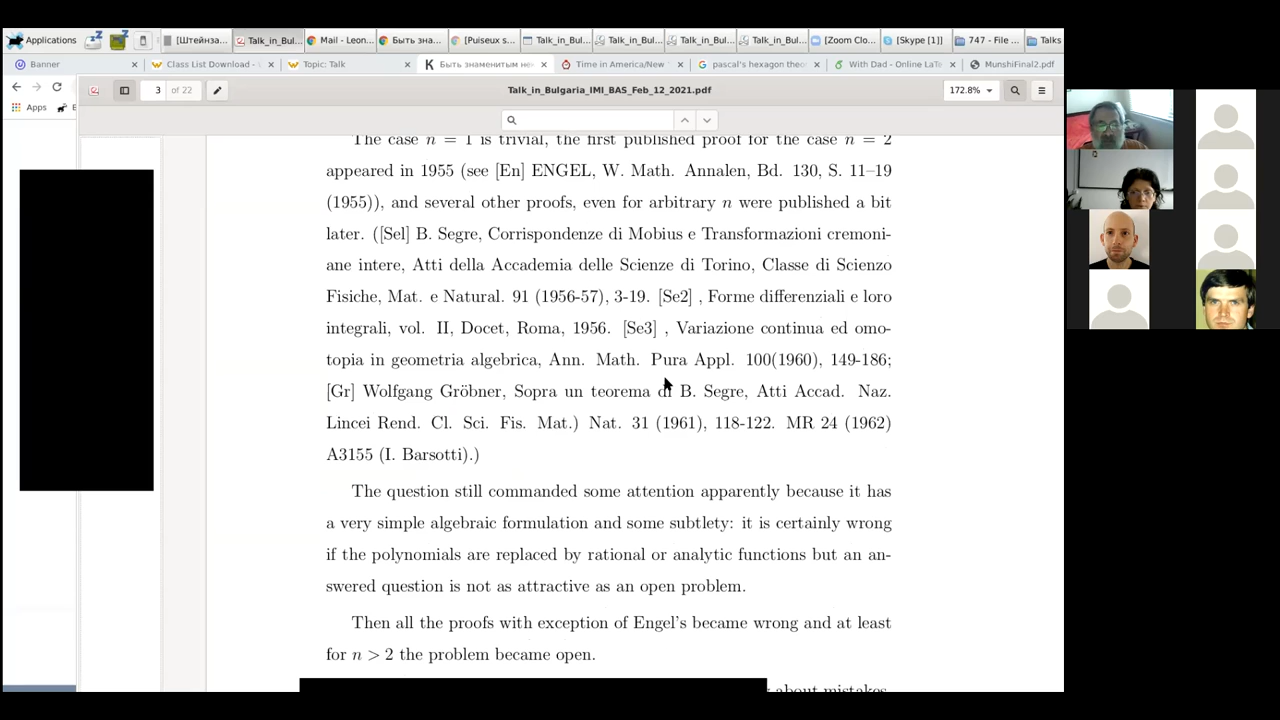 Applications
[Штейнза...
Talk_in_Bul...
Mail - Leon...
Быть зна...
[Puiseux s...
Talk_in_Bul...
Talk_in_Bul...
Talk_in_Bul...
Talk_in_Bul...
[Zoom Clo...
[Skype [1]]
747 - File ...
Talks
Banner
Class List Download -
Topic: Talk
Быть знаменитым не
Time in America/New
pascal's hexagon theo
With Dad - Online LaTe
MunshiFinal2.pdf
3 of 22
Talk_in_Bulgaria_IMI_BAS_Feb_12_2021.pdf
172.8%
Apps
The case n = 1 is trivial, the first published proof for the case n = 2
appeared in 1955 (see [En] ENGEL, W. Math. Annalen, Bd. 130, S. 11–19
(1955)), and several other proofs, even for arbitrary n were published a bit
later. ([Sel] B. Segre, Corrispondenze di Mobius e Transformazioni cremoni-
ane intere, Atti della Accademia delle Scienze di Torino, Classe di Scienzo
Fisiche, Mat. e Natural. 91 (1956-57), 3-19. [Se2] , Forme differenziali e loro
integrali, vol. II, Docet, Roma, 1956. [Se3] , Variazione continua ed omo-
topia in geometria algebrica, Ann. Math. Pura Appl. 100(1960), 149-186;
[Gr] Wolfgang Gröbner, Sopra un teorema di B. Segre, Atti Accad. Naz.
Lincei Rend. Cl. Sci. Fis. Mat.) Nat. 31 (1961), 118-122. MR 24 (1962)
A3155 (I. Barsotti).)
The question still commanded some attention apparently because it has
a very simple algebraic formulation and some subtlety: it is certainly wrong
if the polynomials are replaced by rational or analytic functions but an an-
swered question is not as attractive as an open problem.
Then all the proofs with exception of Engel's became wrong and at least
for n > 2 the problem became open.
about mistakes